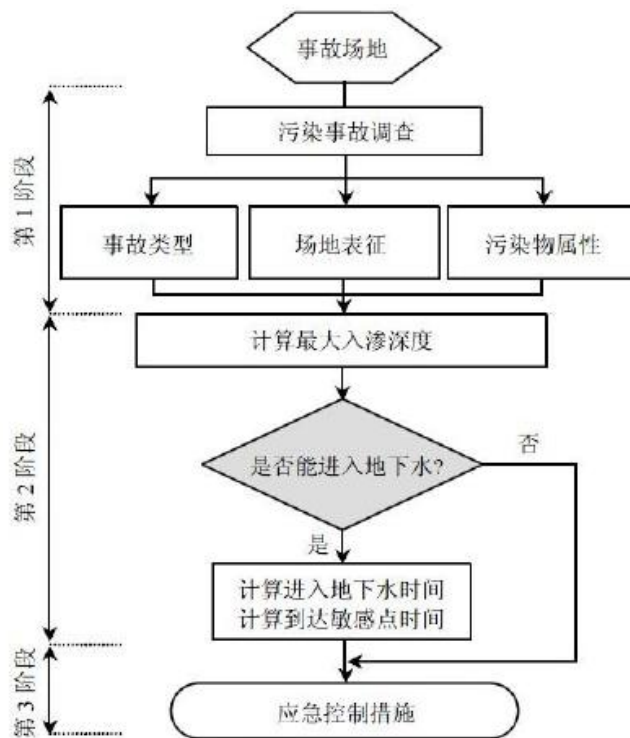 事故场地
第1阶段
污染事故调查
事故类型
场地表征
污染物属性
第2阶段
计算最大入渗深度
是否能进入地下水?
否
是
计算进入地下水时间
计算到达敏感点时间
第3阶段
应急控制措施